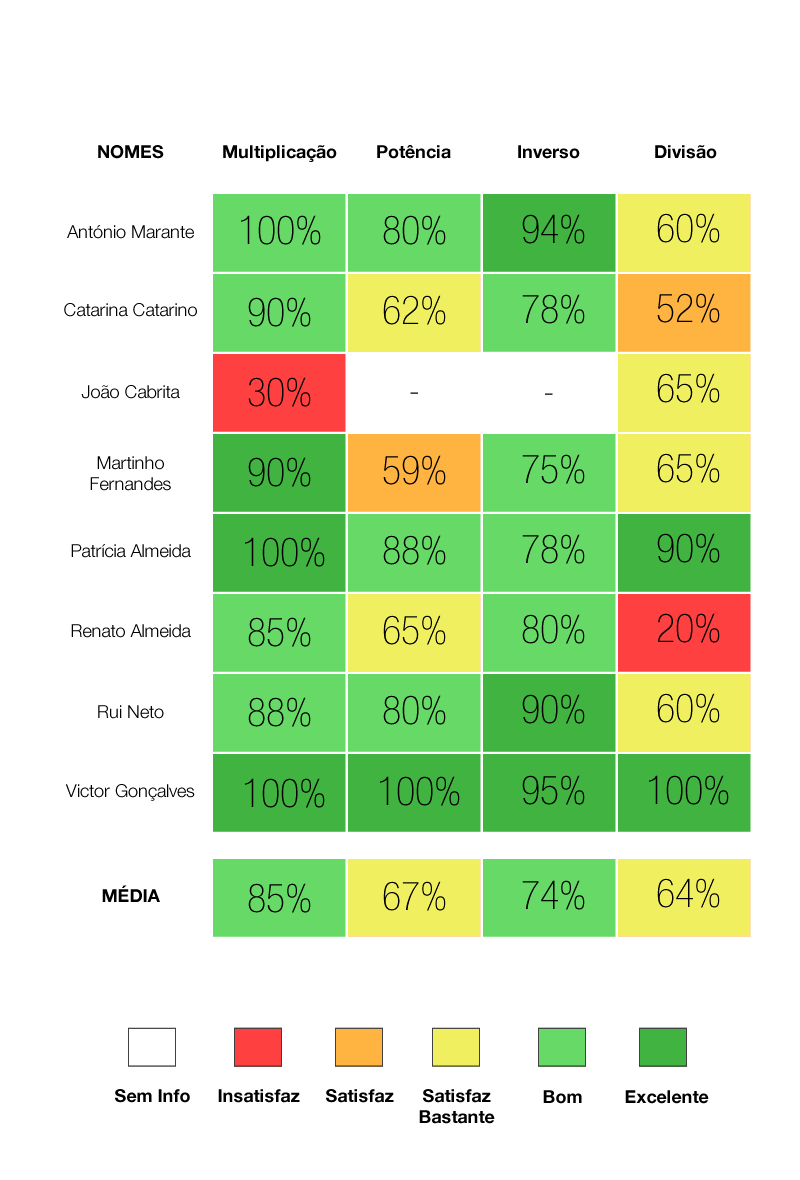 NOMES Multiplicação Potência Inverso Divisão
António Marante 100% 80% 94% 60%
Catarina Catarino 90% 62% 78% 52%
João Cabrita 30% - - 65%
Martinho
Fernandes 90% 59% 75% 65%
Patrícia Almeida 100% 88% 78% 90%
Renato Almeida 85% 65% 80% 20%
Rui Neto 88% 80% 90% 60%
Victor Gonçalves 100% 100% 95% 100%
MÉDIA 85% 67% 74% 64%
Sem Info Insatisfaz Satisfaz Satisfaz Bom Excelente
Bastante